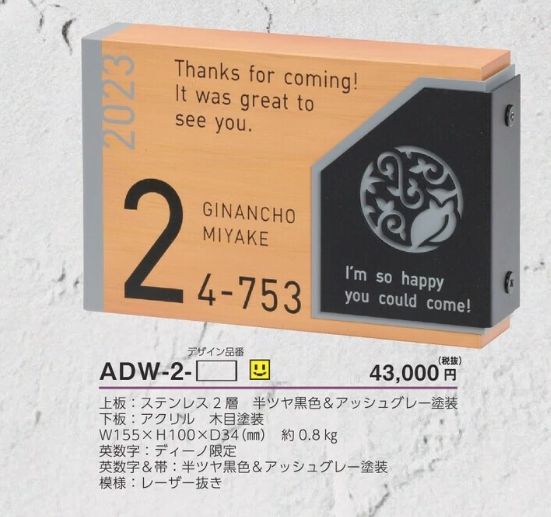 2023
Thanks for coming!
It was great to
see you.
2
GINANCHO
MIYAKE
4-753
I'm so happy
you could come!
デザイン品番
ADW-2-
43,000円(税抜)
上板：ステンレス2層　半ツヤ黒色＆アッシュグレー塗装
下板：アクリル　木目塗装
W155×H100×D34(㎜)　約0.8kg
英数字：ディーノ限定
英数字＆帯：半ツヤ黒色＆アッシュグレー塗装
模様：レーザー抜き